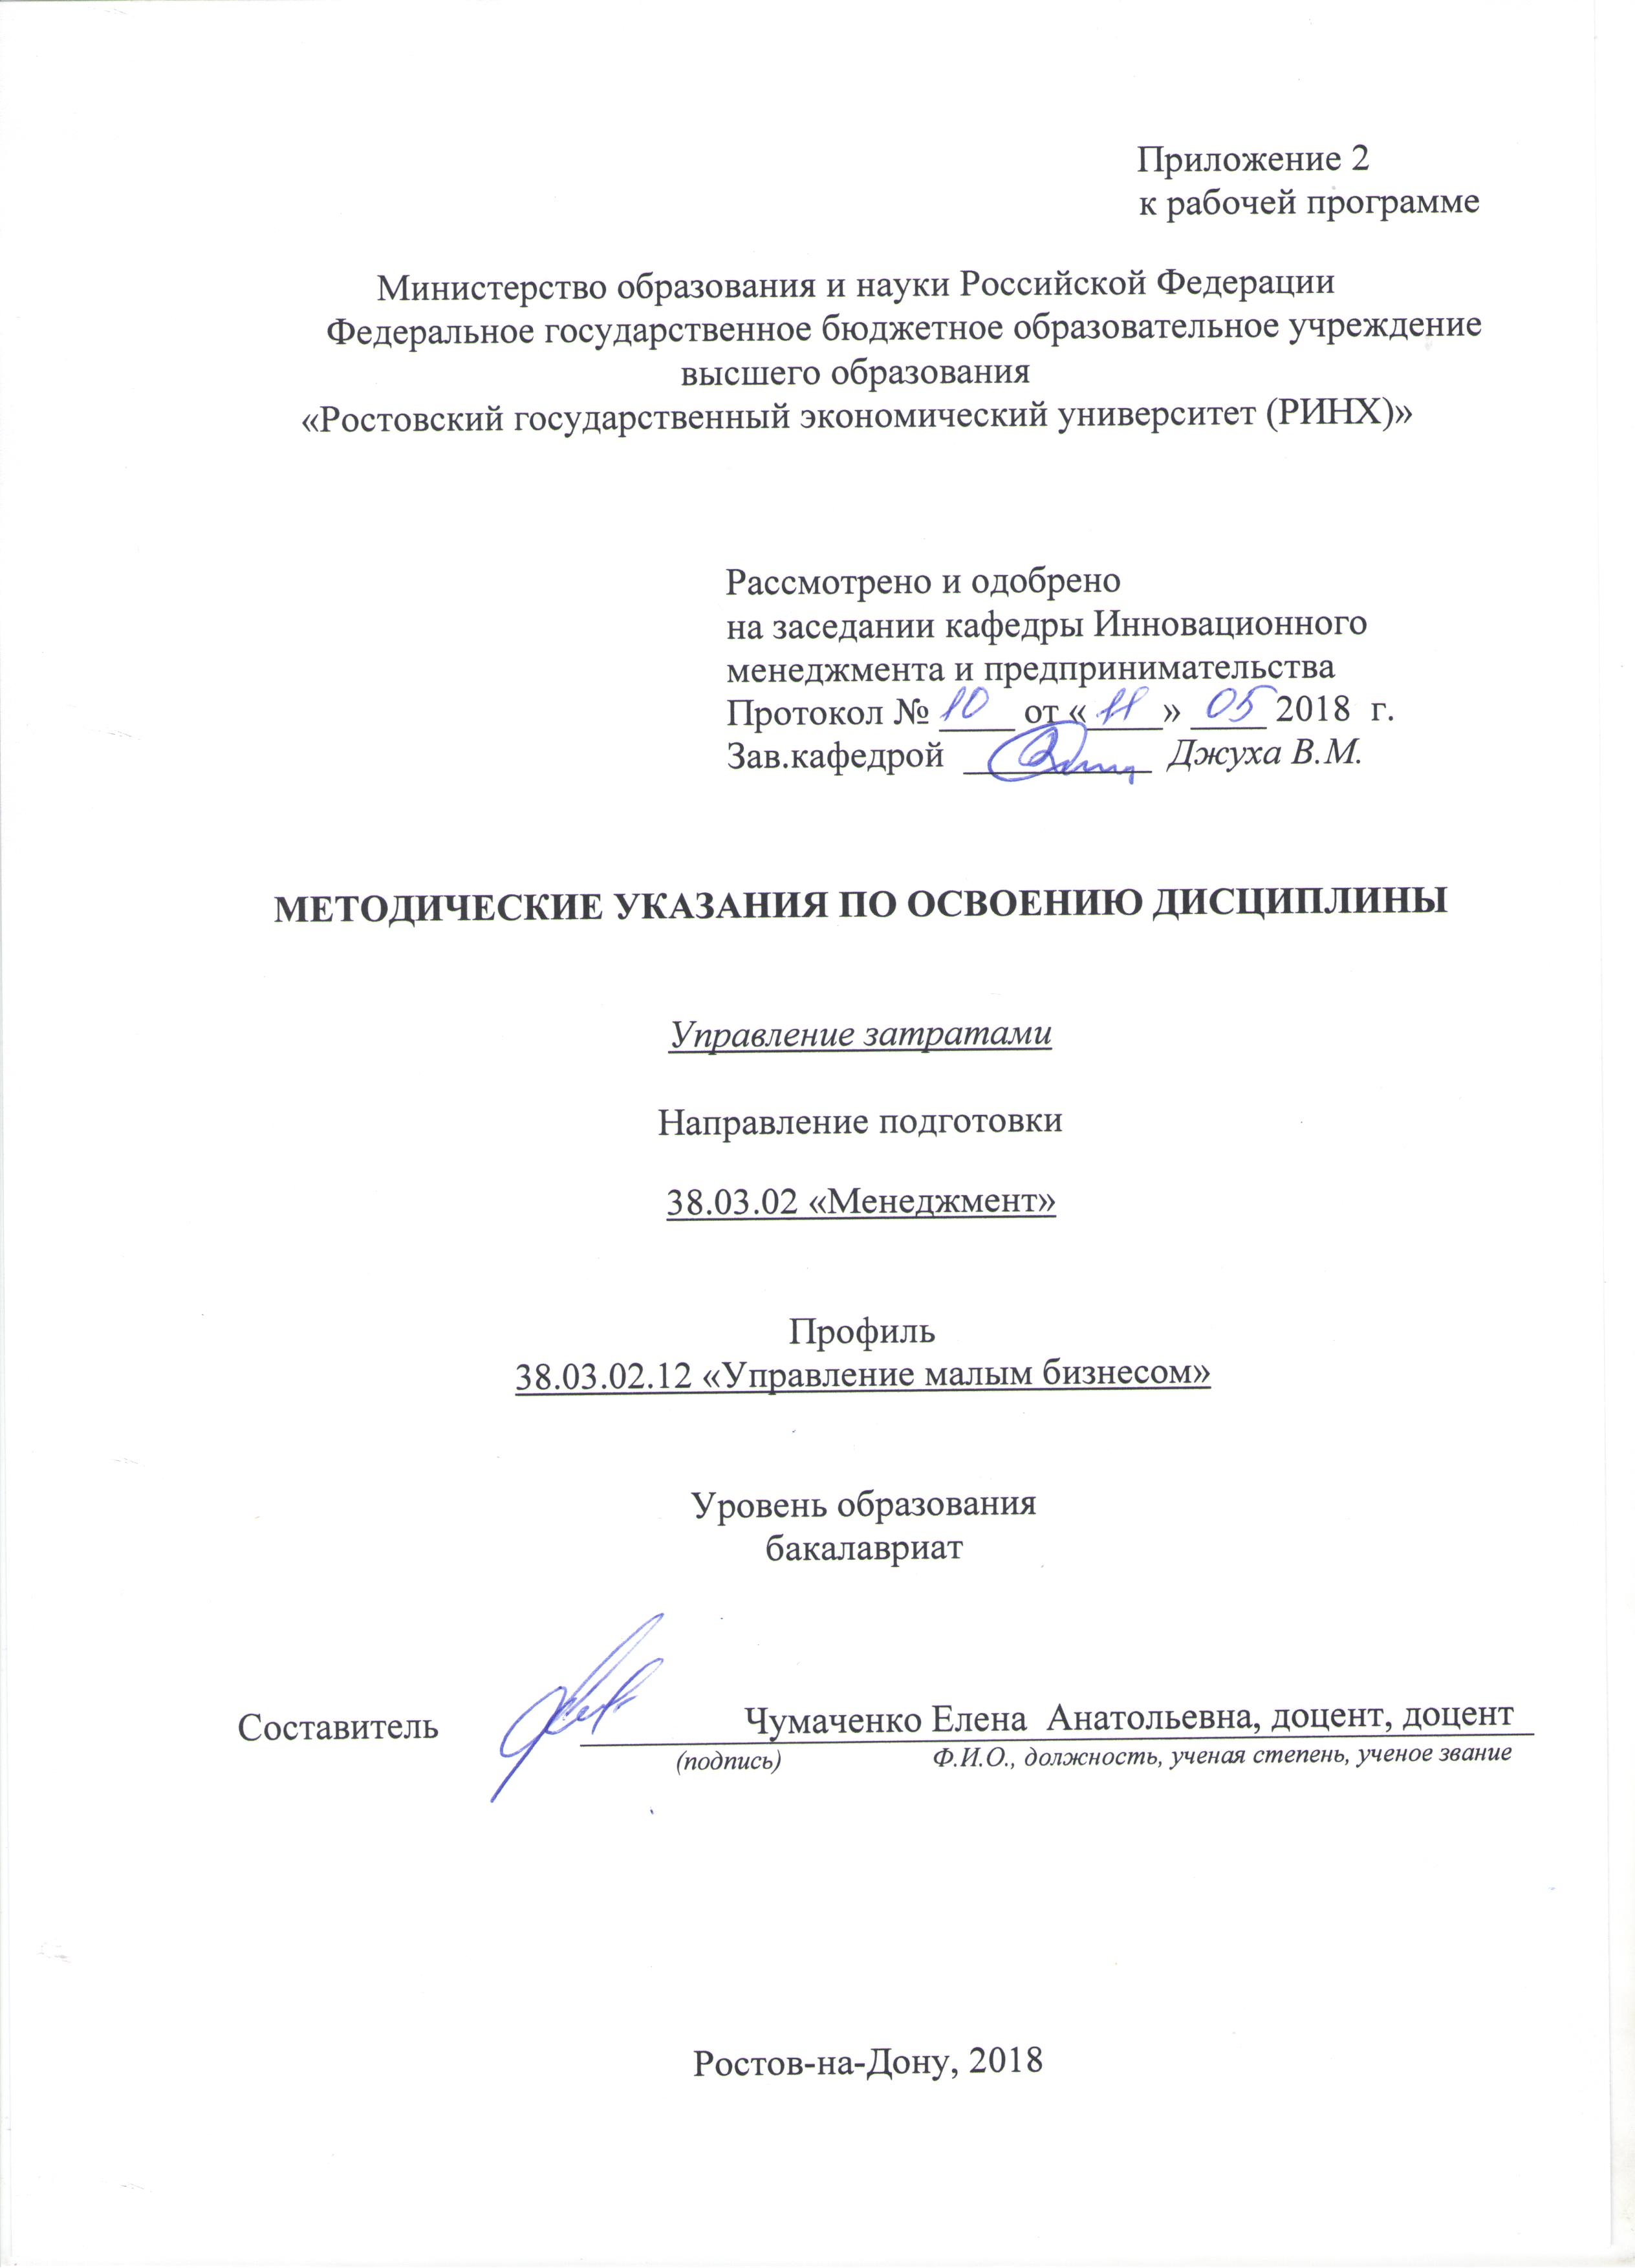 Приложение 2
к рабочей программе
Министерство образования и науки Российской Федерации
Федеральное государственное бюджетное образовательное учреждение
высшего образования
«Ростовский государственный экономический университет (РИНХ)»
Рассмотрено и одобрено
на заседании кафедры Инновационного
менеджмента и предпринимательства
Протокол № 10 от « 11 » 05 2018 г.
Зав.кафедрой Джуха В.М.
МЕТОДИЧЕСКИЕ УКАЗАНИЯ ПО ОСВОЕНИЮ ДИСЦИПЛИНЫ
Управление затратами
Направление подготовки
38.03.02 «Менеджмент»
Профиль
38.03.02.12 «Управление малым бизнесом»
Уровень образования
бакалавриат
Составитель Чумаченко Елена Анатольевна, доцент, доцент
(подпись) Ф.И.О., должность, ученая степень, ученое звание
Ростов-на-Дону, 2018